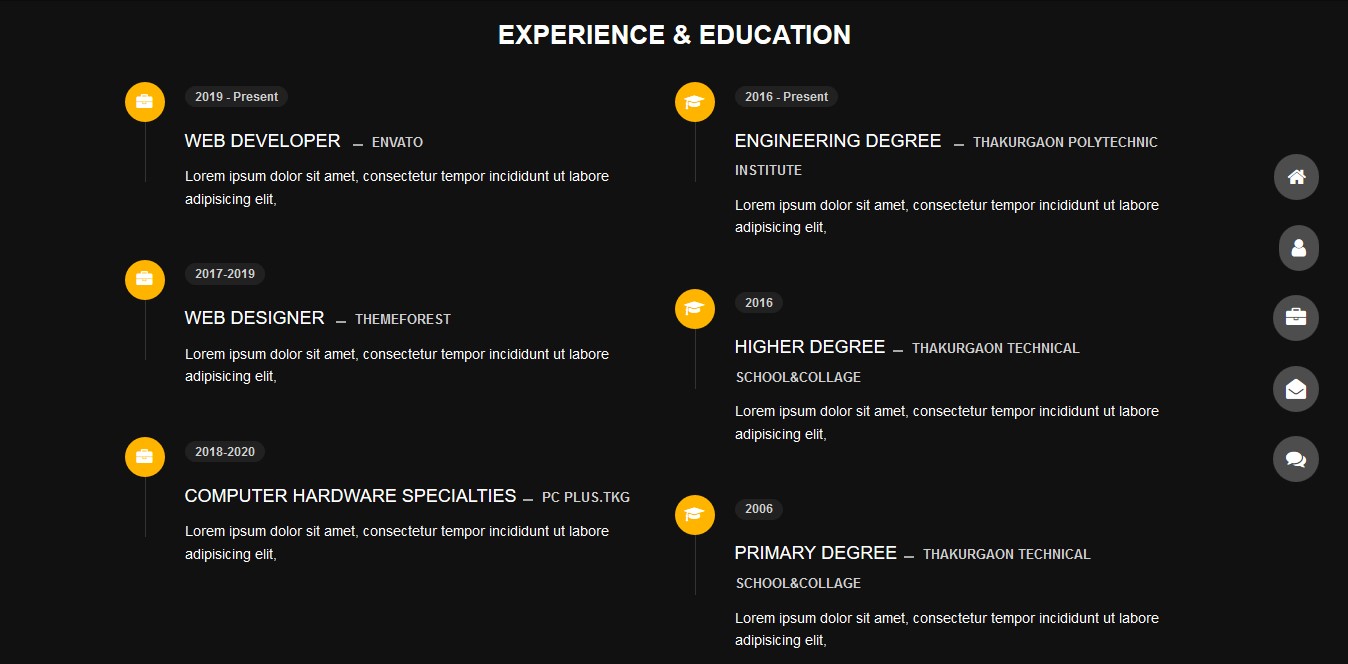 EXPERIENCE & EDUCATION
2019 - Present
WEB DEVELOPER — ENVATO
Lorem ipsum dolor sit amet, consectetur tempor incididunt ut labore
adipisicing elit,
2017-2019
WEB DESIGNER — THEMEFOREST
Lorem ipsum dolor sit amet, consectetur tempor incididunt ut labore
adipisicing elit,
2018-2020
COMPUTER HARDWARE SPECIALTIES — PC PLUS.TKG
Lorem ipsum dolor sit amet, consectetur tempor incididunt ut labore
adipisicing elit,
2016 - Present
ENGINEERING DEGREE — THAKURGAON POLYTECHNIC
INSTITUTE
Lorem ipsum dolor sit amet, consectetur tempor incididunt ut labore
adipisicing elit,
2016
HIGHER DEGREE — THAKURGAON TECHNICAL
SCHOOL&COLLAGE
Lorem ipsum dolor sit amet, consectetur tempor incididunt ut labore
adipisicing elit,
2006
PRIMARY DEGREE — THAKURGAON TECHNICAL
SCHOOL&COLLAGE
Lorem ipsum dolor sit amet, consectetur tempor incididunt ut labore
adipisicing elit,